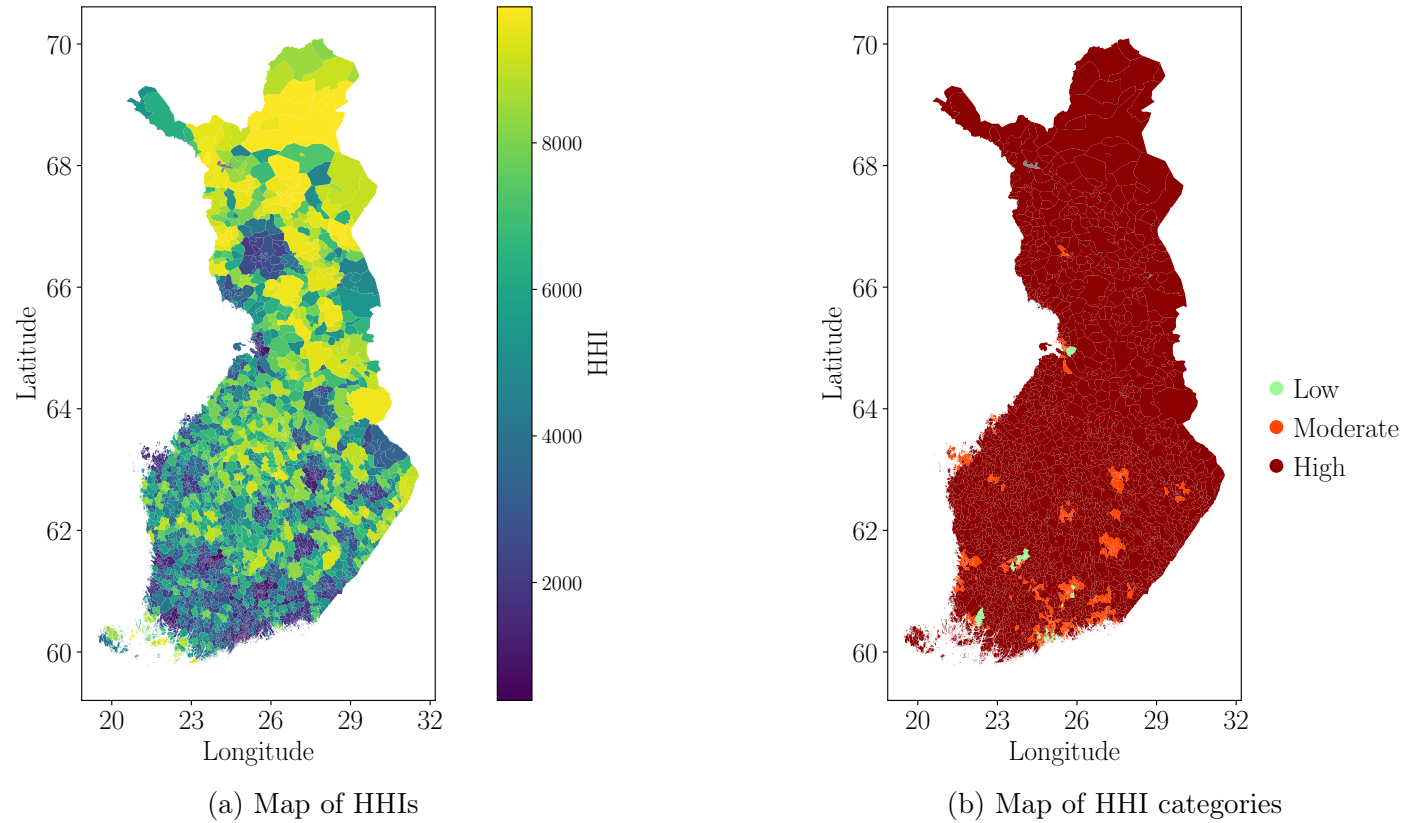 70
68
66
64
62
60
Latitude
20 23 26 29 32
Longitude
8000
6000
4000
2000
HHI
(a) Map of HHIs
70
68
66
64
62
60
Latitude
20 23 26 29 32
Longitude
Low
Moderate
High
(b) Map of HHI categories